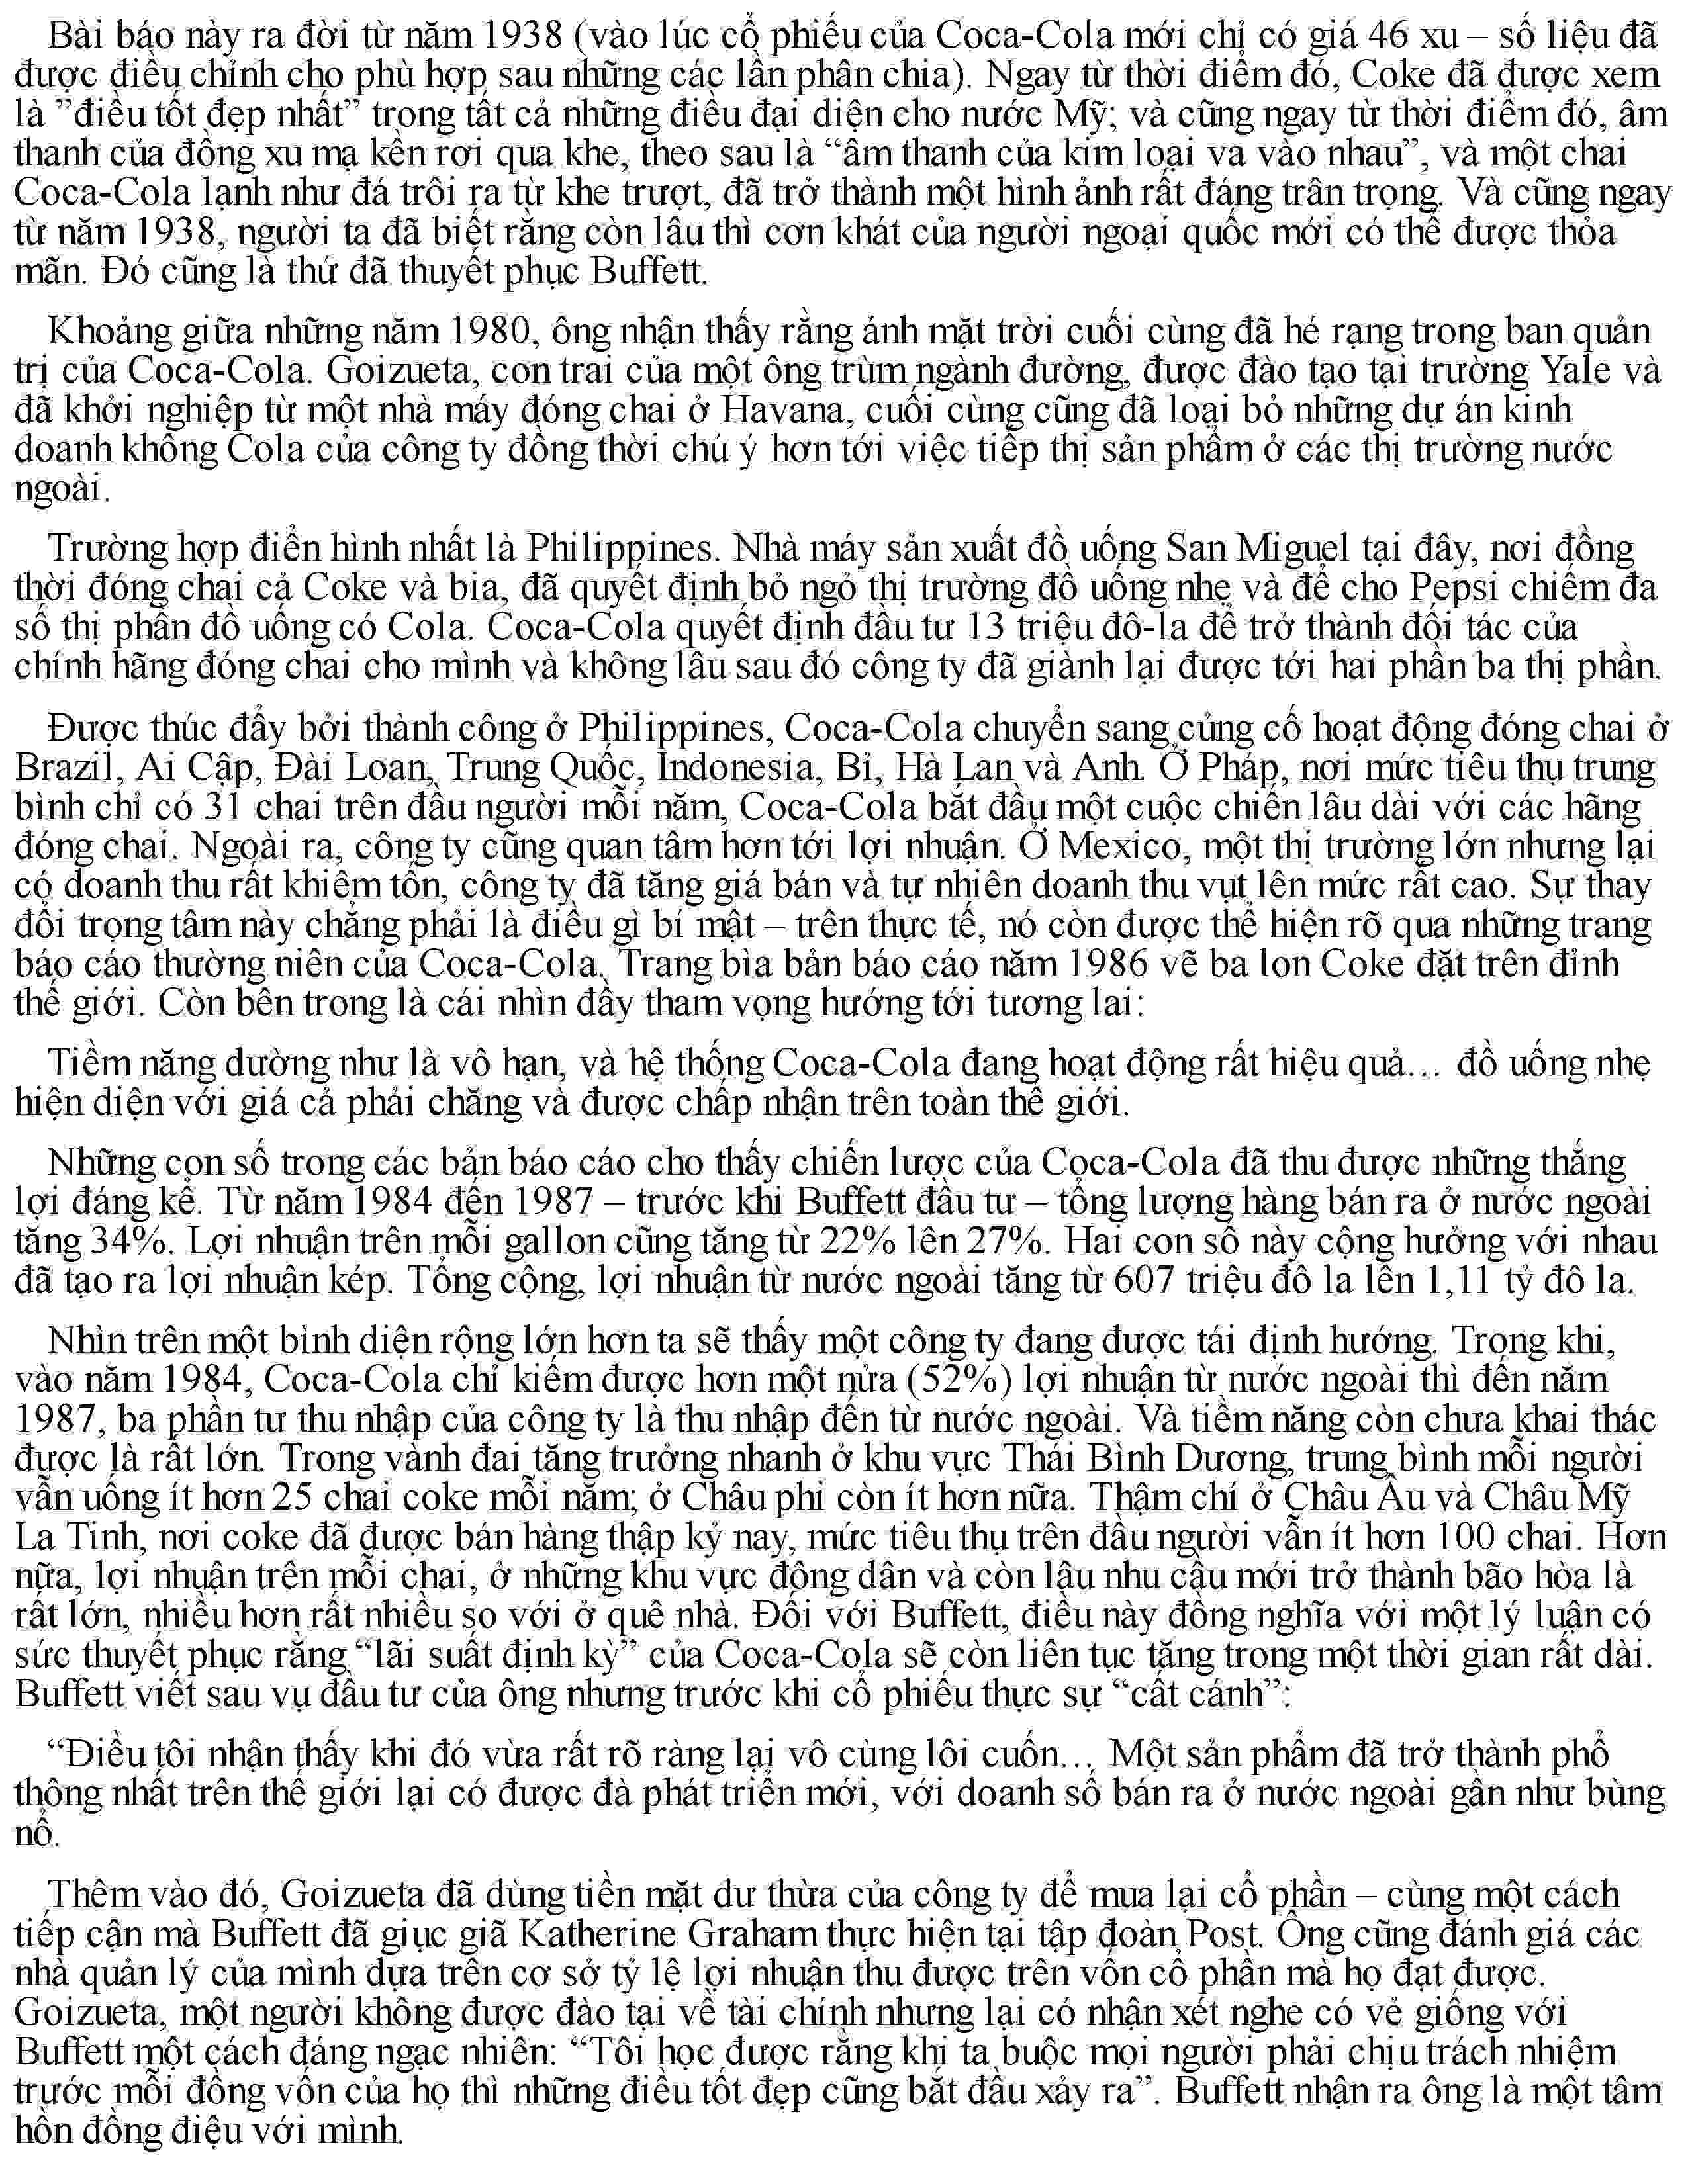 Bài báo này ra đời từ năm 1938 (vào lúc cổ phiếu của Coca-Cola mới chỉ có giá 46 xu – số liệu đã
được điều chỉnh cho phù hợp sau những các lần phân chia). Ngay từ thời điểm đó, Coke đã được xem
là ”điều tốt đẹp nhất” trong tất cả những điều đại diện cho nước Mỹ; và cũng ngay từ thời điểm đó, âm
thanh của đồng xu mạ kền rơi qua khe, theo sau là “âm thanh của kim loại va vào nhau”, và một chai
Coca-Cola lạnh như đá trôi ra từ khe trượt, đã trở thành một hình ảnh rất đáng trân trọng. Và cũng ngay
từ năm 1938, người ta đã biết rằng còn lâu thì cơn khát của người ngoại quốc mới có thể được thỏa
mãn. Đó cũng là thứ đã thuyết phục Buffett.
Khoảng giữa những năm 1980, ông nhận thấy rằng ánh mặt trời cuối cùng đã hé rạng trong ban quản
trị của Coca-Cola. Goizueta, con trai của một ông trùm ngành đường, được đào tạo tại trường Yale và
đã khởi nghiệp từ một nhà máy đóng chai ở Havana, cuối cùng cũng đã loại bỏ những dự án kinh
doanh không Cola của công ty đồng thời chú ý hơn tới việc tiếp thị sản phẩm ở các thị trường nước
ngoài.
Trường hợp điển hình nhất là Philippines. Nhà máy sản xuất đồ uống San Miguel tại đây, nơi đồng
thời đóng chai cả Coke và bia, đã quyết định bỏ ngỏ thị trường đồ uống nhẹ và để cho Pepsi chiếm đa
số thị phần đồ uống có Cola. Coca-Cola quyết định đầu tư 13 triệu đô-la để trở thành đối tác của
chính hãng đóng chai cho mình và không lâu sau đó công ty đã giành lại được tới hai phần ba thị phần.
Được thúc đẩy bởi thành công ở Philippines, Coca-Cola chuyển sang củng cố hoạt động đóng chai ở
Brazil, Ai Cập, Đài Loan, Trung Quốc, Indonesia, Bỉ, Hà Lan và Anh. Ở Pháp, nơi mức tiêu thụ trung
bình chỉ có 31 chai trên đầu người mỗi năm, Coca-Cola bắt đầu một cuộc chiến lâu dài với các hãng
đóng chai. Ngoài ra, công ty cũng quan tâm hơn tới lợi nhuận. Ở Mexico, một thị trường lớn nhưng lại
có doanh thu rất khiêm tốn, công ty đã tăng giá bán và tự nhiên doanh thu vụt lên mức rất cao. Sự thay
đổi trọng tâm này chẳng phải là điều gì bí mật – trên thực tế, nó còn được thể hiện rõ qua những trang
báo cáo thường niên của Coca-Cola. Trang bìa bản báo cáo năm 1986 vẽ ba lon Coke đặt trên đỉnh
thế giới. Còn bên trong là cái nhìn đầy tham vọng hướng tới tương lai:
Tiềm năng dường như là vô hạn, và hệ thống Coca-Cola đang hoạt động rất hiệu quả… đồ uống nhẹ
hiện diện với giá cả phải chăng và được chấp nhận trên toàn thế giới.
Những con số trong các bản báo cáo cho thấy chiến lược của Coca-Cola đã thu được những thắng
lợi đáng kể. Từ năm 1984 đến 1987 – trước khi Buffett đầu tư – tổng lượng hàng bán ra ở nước ngoài
tăng 34%. Lợi nhuận trên mỗi gallon cũng tăng từ 22% lên 27%. Hai con số này cộng hưởng với nhau
đã tạo ra lợi nhuận kép. Tổng cộng, lợi nhuận từ nước ngoài tăng từ 607 triệu đô la lên 1,11 tỷ đô la.
Nhìn trên một bình diện rộng lớn hơn ta sẽ thấy một công ty đang được tái định hướng. Trong khi,
vào năm 1984, Coca-Cola chỉ kiếm được hơn một nửa (52%) lợi nhuận từ nước ngoài thì đến năm
1987, ba phần tư thu nhập của công ty là thu nhập đến từ nước ngoài. Và tiềm năng còn chưa khai thác
được là rất lớn. Trong vành đai tăng trưởng nhanh ở khu vực Thái Bình Dương, trung bình mỗi người
vẫn uống ít hơn 25 chai coke mỗi năm; ở Châu phi còn ít hơn nữa. Thậm chí ở Châu Âu và Châu Mỹ
La Tinh, nơi coke đã được bán hàng thập kỷ nay, mức tiêu thụ trên đầu người vẫn ít hơn 100 chai. Hơn
nữa, lợi nhuận trên mỗi chai, ở những khu vực đông dân và còn lâu nhu cầu mới trở thành bão hòa là
rất lớn, nhiều hơn rất nhiều so với ở quê nhà. Đối với Buffett, điều này đồng nghĩa với một lý luận có
sức thuyết phục rằng “lãi suất định kỳ” của Coca-Cola sẽ còn liên tục tăng trong một thời gian rất dài.
Buffett viết sau vụ đầu tư của ông nhưng trước khi cổ phiếu thực sự “cất cánh”:
“Điều tôi nhận thấy khi đó vừa rất rõ ràng lại vô cùng lôi cuốn… Một sản phẩm đã trở thành phổ
thông nhất trên thế giới lại có được đà phát triển mới, với doanh số bán ra ở nước ngoài gần như bùng
nổ.
Thêm vào đó, Goizueta đã dùng tiền mặt dư thừa của công ty để mua lại cổ phần – cùng một cách
tiếp cận mà Buffett đã giục giã Katherine Graham thực hiện tại tập đoàn Post. Ông cũng đánh giá các
nhà quản lý của mình dựa trên cơ sở tỷ lệ lợi nhuận thu được trên vốn cổ phần mà họ đạt được.
Goizueta, một người không được đào tại về tài chính nhưng lại có nhận xét nghe có vẻ giống với
Buffett một cách đáng ngạc nhiên: “Tôi học được rằng khi ta buộc mọi người phải chịu trách nhiệm
trước mỗi đồng vốn của họ thì những điều tốt đẹp cũng bắt đầu xảy ra”. Buffett nhận ra ông là một tâm
hồn đồng điệu với mình.